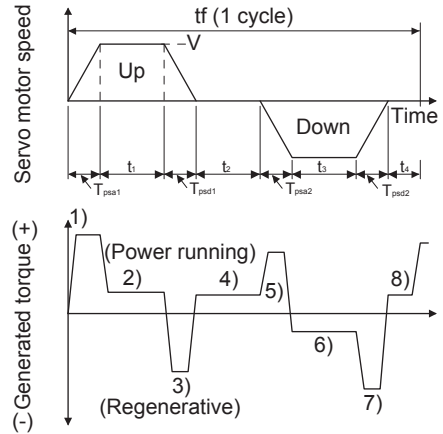 tf (1 cycle)
V
Up
Time
Down
Servo motor speed
t1 t2 t3 t4
Tpsa1 Tpsd1 Tpsa2 Tpsd2
(+)
1)
(Power running)
2) 4) 8)
5)
6)
3)
7)
(Regenerative)
Generated torque
(-)